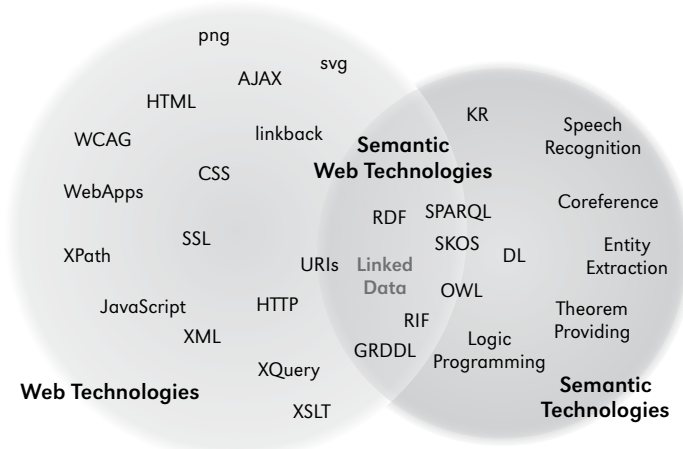 png
svg
AJAX
HTML
KR
Speech
Recognition
linkback
WCAG
Semantic
Web Technologies
CSS
WebApps
Coreference
RDF
SPARQL
SSL
SKOS
XPath
DL
Entity
Extraction
URIs
Linked
Data
OWL
JavaScript
HTTP
Theorem
Providing
RIF
XML
Logic
Programming
GRDDL
XQuery
Web Technologies
Semantic
Technologies
XSLT